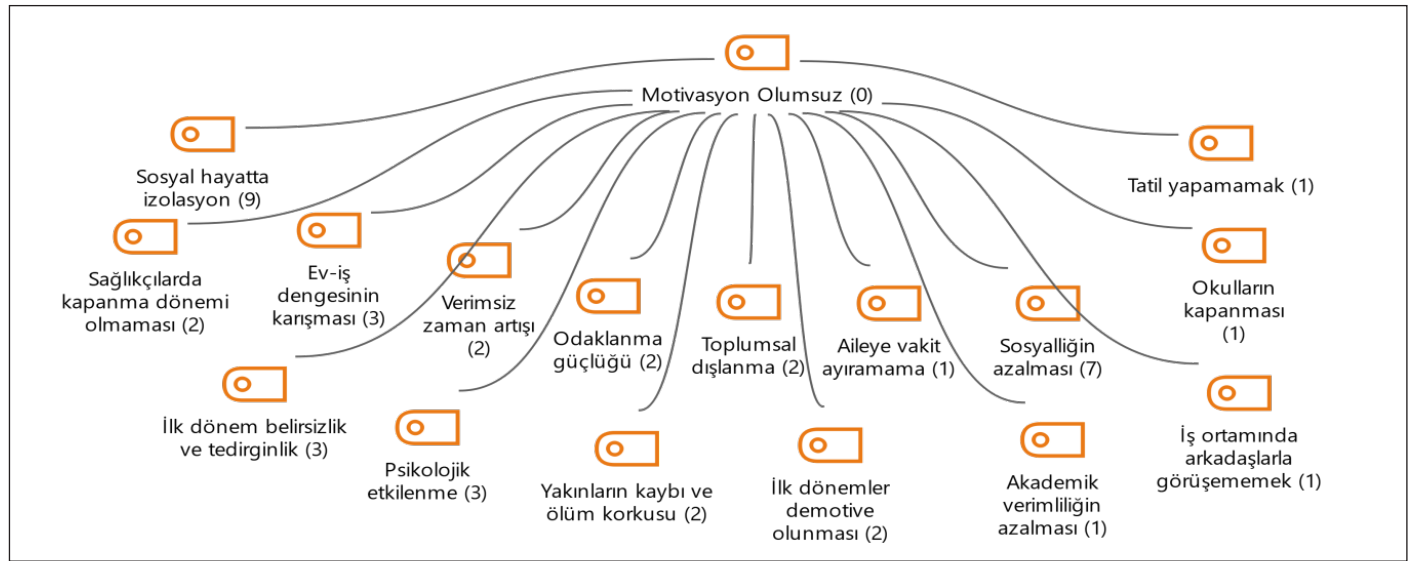 Motivasyon Olumsuz (0)
Sosyal hayatta
izolasyon (9)
Tatil yapamamak (1)
Sağlıkçılarda
kapanma dönemi
olmaması (2)
Ev-iş
dengesinin
karışması (3)
Verimsiz
zaman artışı
(2)
Odaklanma
güçlüğü (2)
Toplumsal
dışlanma (2)
Aileye vakit
ayıramama (1)
Sosyalliğin
azalması (7)
Okulların
kapanması
(1)
İlk dönem belirsizlik
ve tedirginlik (3)
Psikolojik
etkilenme (3)
Yakınların kaybı ve
ölüm korkusu (2)
İlk dönemler
demotive
olunması (2)
Akademik
verimliliğin
azalması (1)
İş ortamında
arkadaşlarla
görüşememek (1)